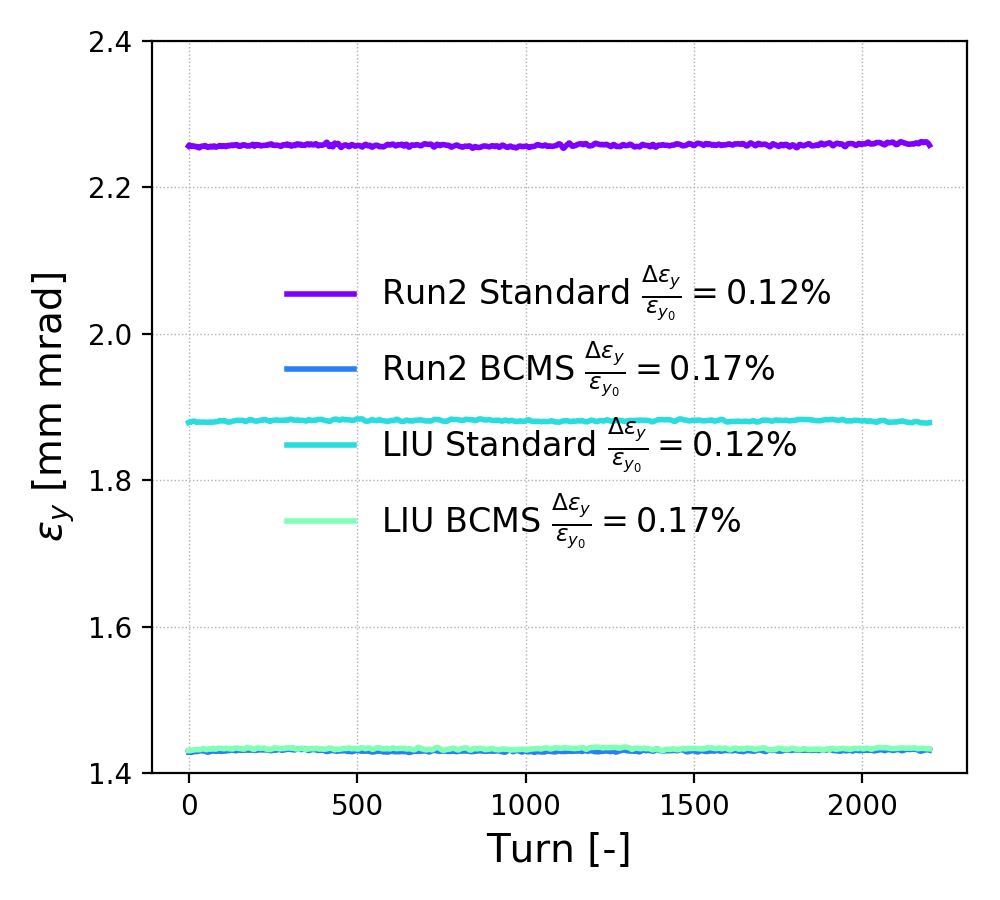 2.4
2.2
2.0
1.8
1.6
1.4
εy [mm mrad]
Run2 Standard Δεy/εy0 = 0.12%
Run2 BCMS Δεy/εy0 = 0.17%
LIU Standard Δεy/εy0 = 0.12%
LIU BCMS Δεy/εy0 = 0.17%
0 500 1000 1500 2000
Turn [-]